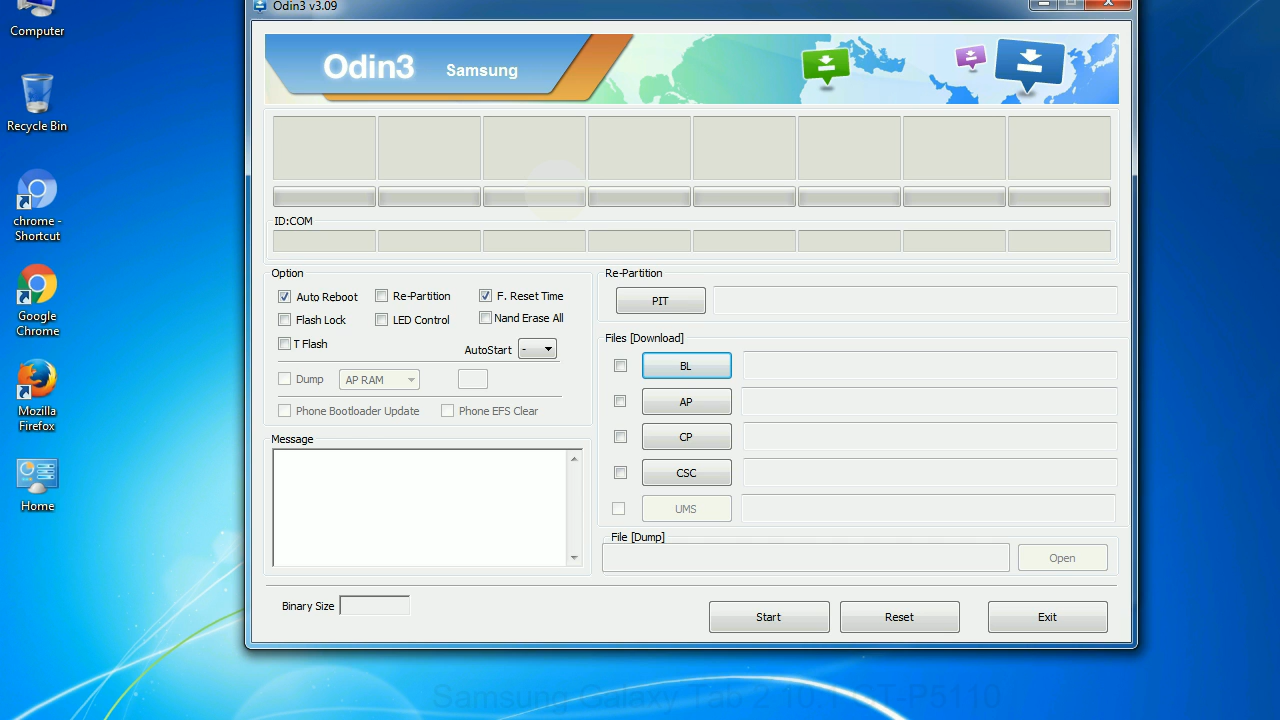 Odin3 v3.09
Computer
Recycle Bin
chrome -
Shortcut
Google
Chrome
Mozilla
Firefox
Home
Odin3 Samsung
ID:COM
Option
Auto Reboot
Re-Partition
F. Reset Time
Flash Lock
LED Control
Nand Erase All
T Flash
AutoStart -
Dump
AP RAM
Phone Bootloader Update
Phone EFS Clear
Message
Re-Partition
PIT
Files [Download]
BL
AP
CP
CSC
UMS
File [Dump]
Open
Binary Size
Start
Reset
Exit
Samsung Galaxy Tab 2 10.1 GT-P5110